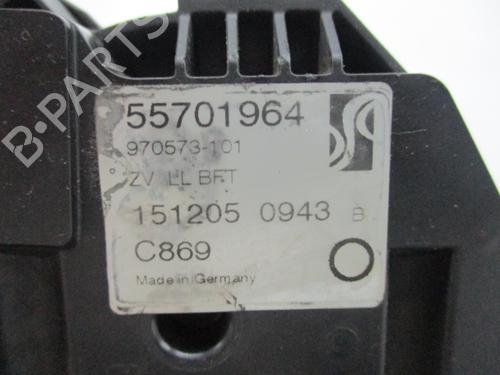 55701964
970573-101
ZV LL BFT
151205 0943 B
C869
Made in Germany
B-PARTS